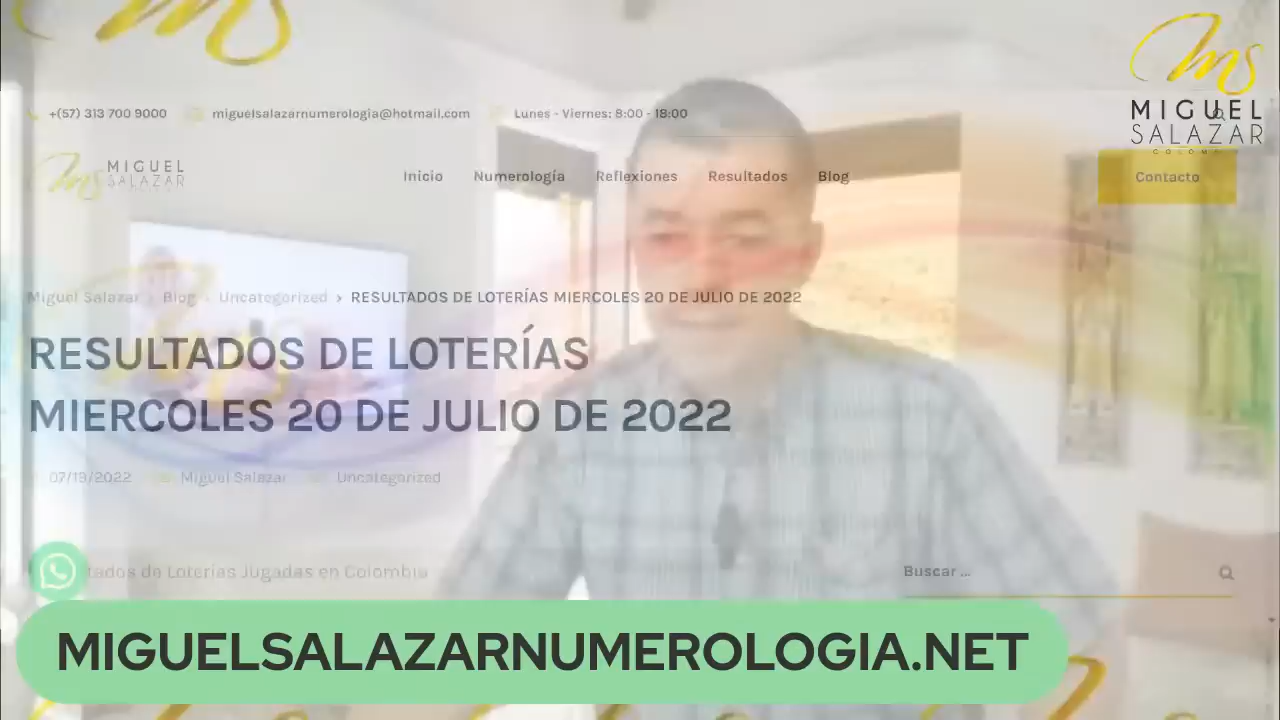 +(57) 313 700 9000 miguelsalazarnumerologia@hotmail.com Lunes - Viernes: 8:00 - 18:00
MIGUEL
SALAZAR
MIGUEL
SALAZAR
Inicio Numerología Reflexiones Resultados Blog
Contacto
Miguel Salazar › Blog › Uncategorized › RESULTADOS DE LOTERÍAS MIERCOLES 20 DE JULIO DE 2022
RESULTADOS DE LOTERÍAS
MIERCOLES 20 DE JULIO DE 2022
07/19/2022 Miguel Salazar Uncategorized
tados de Loterías Jugadas en Colombia
Buscar ...
MIGUELSALAZARNUMEROLOGIA.NET